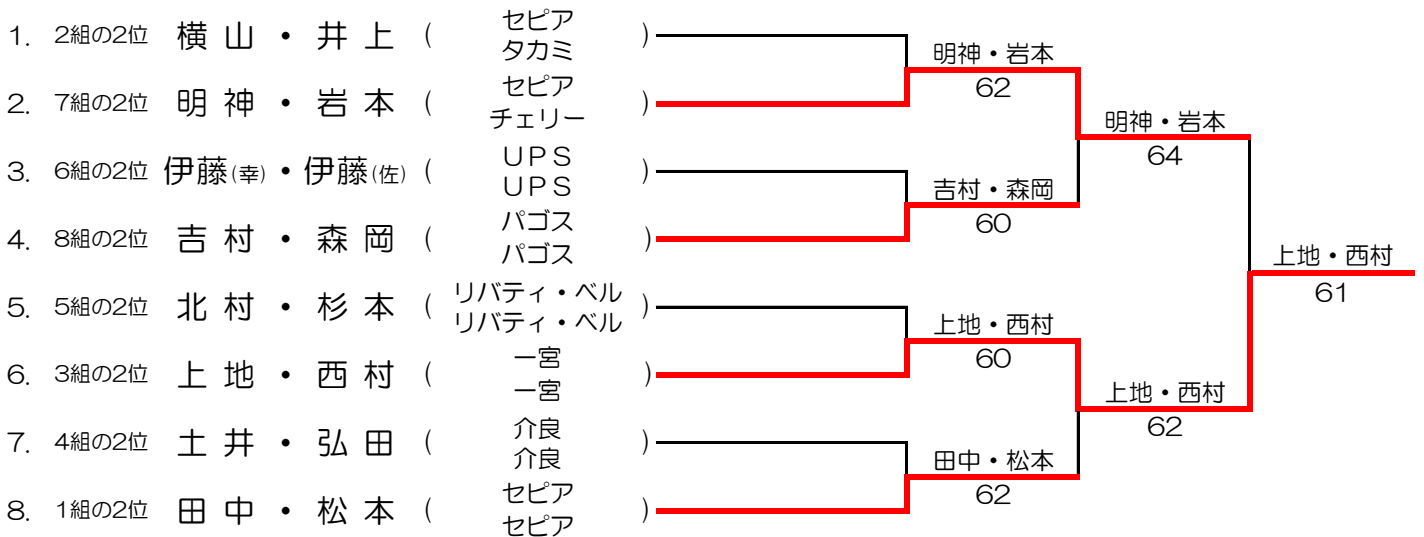 1. 2組の2位 横山・井上 ( セピア タカミ )
2. 7組の2位 明神・岩本 ( セピア チェリー )
3. 6組の2位 伊藤(幸)・伊藤(佐) ( UPS UPS )
4. 8組の2位 吉村・森岡 ( パゴス パゴス )
5. 5組の2位 北村・杉本 ( リバティ・ベル リバティ・ベル )
6. 3組の2位 上地・西村 ( 一宮 一宮 )
7. 4組の2位 土井・弘田 ( 介良 介良 )
8. 1組の2位 田中・松本 ( セピア セピア )
明神・岩本
62
吉村・森岡
60
上地・西村
60
田中・松本
62
明神・岩本
64
上地・西村
62
上地・西村
61